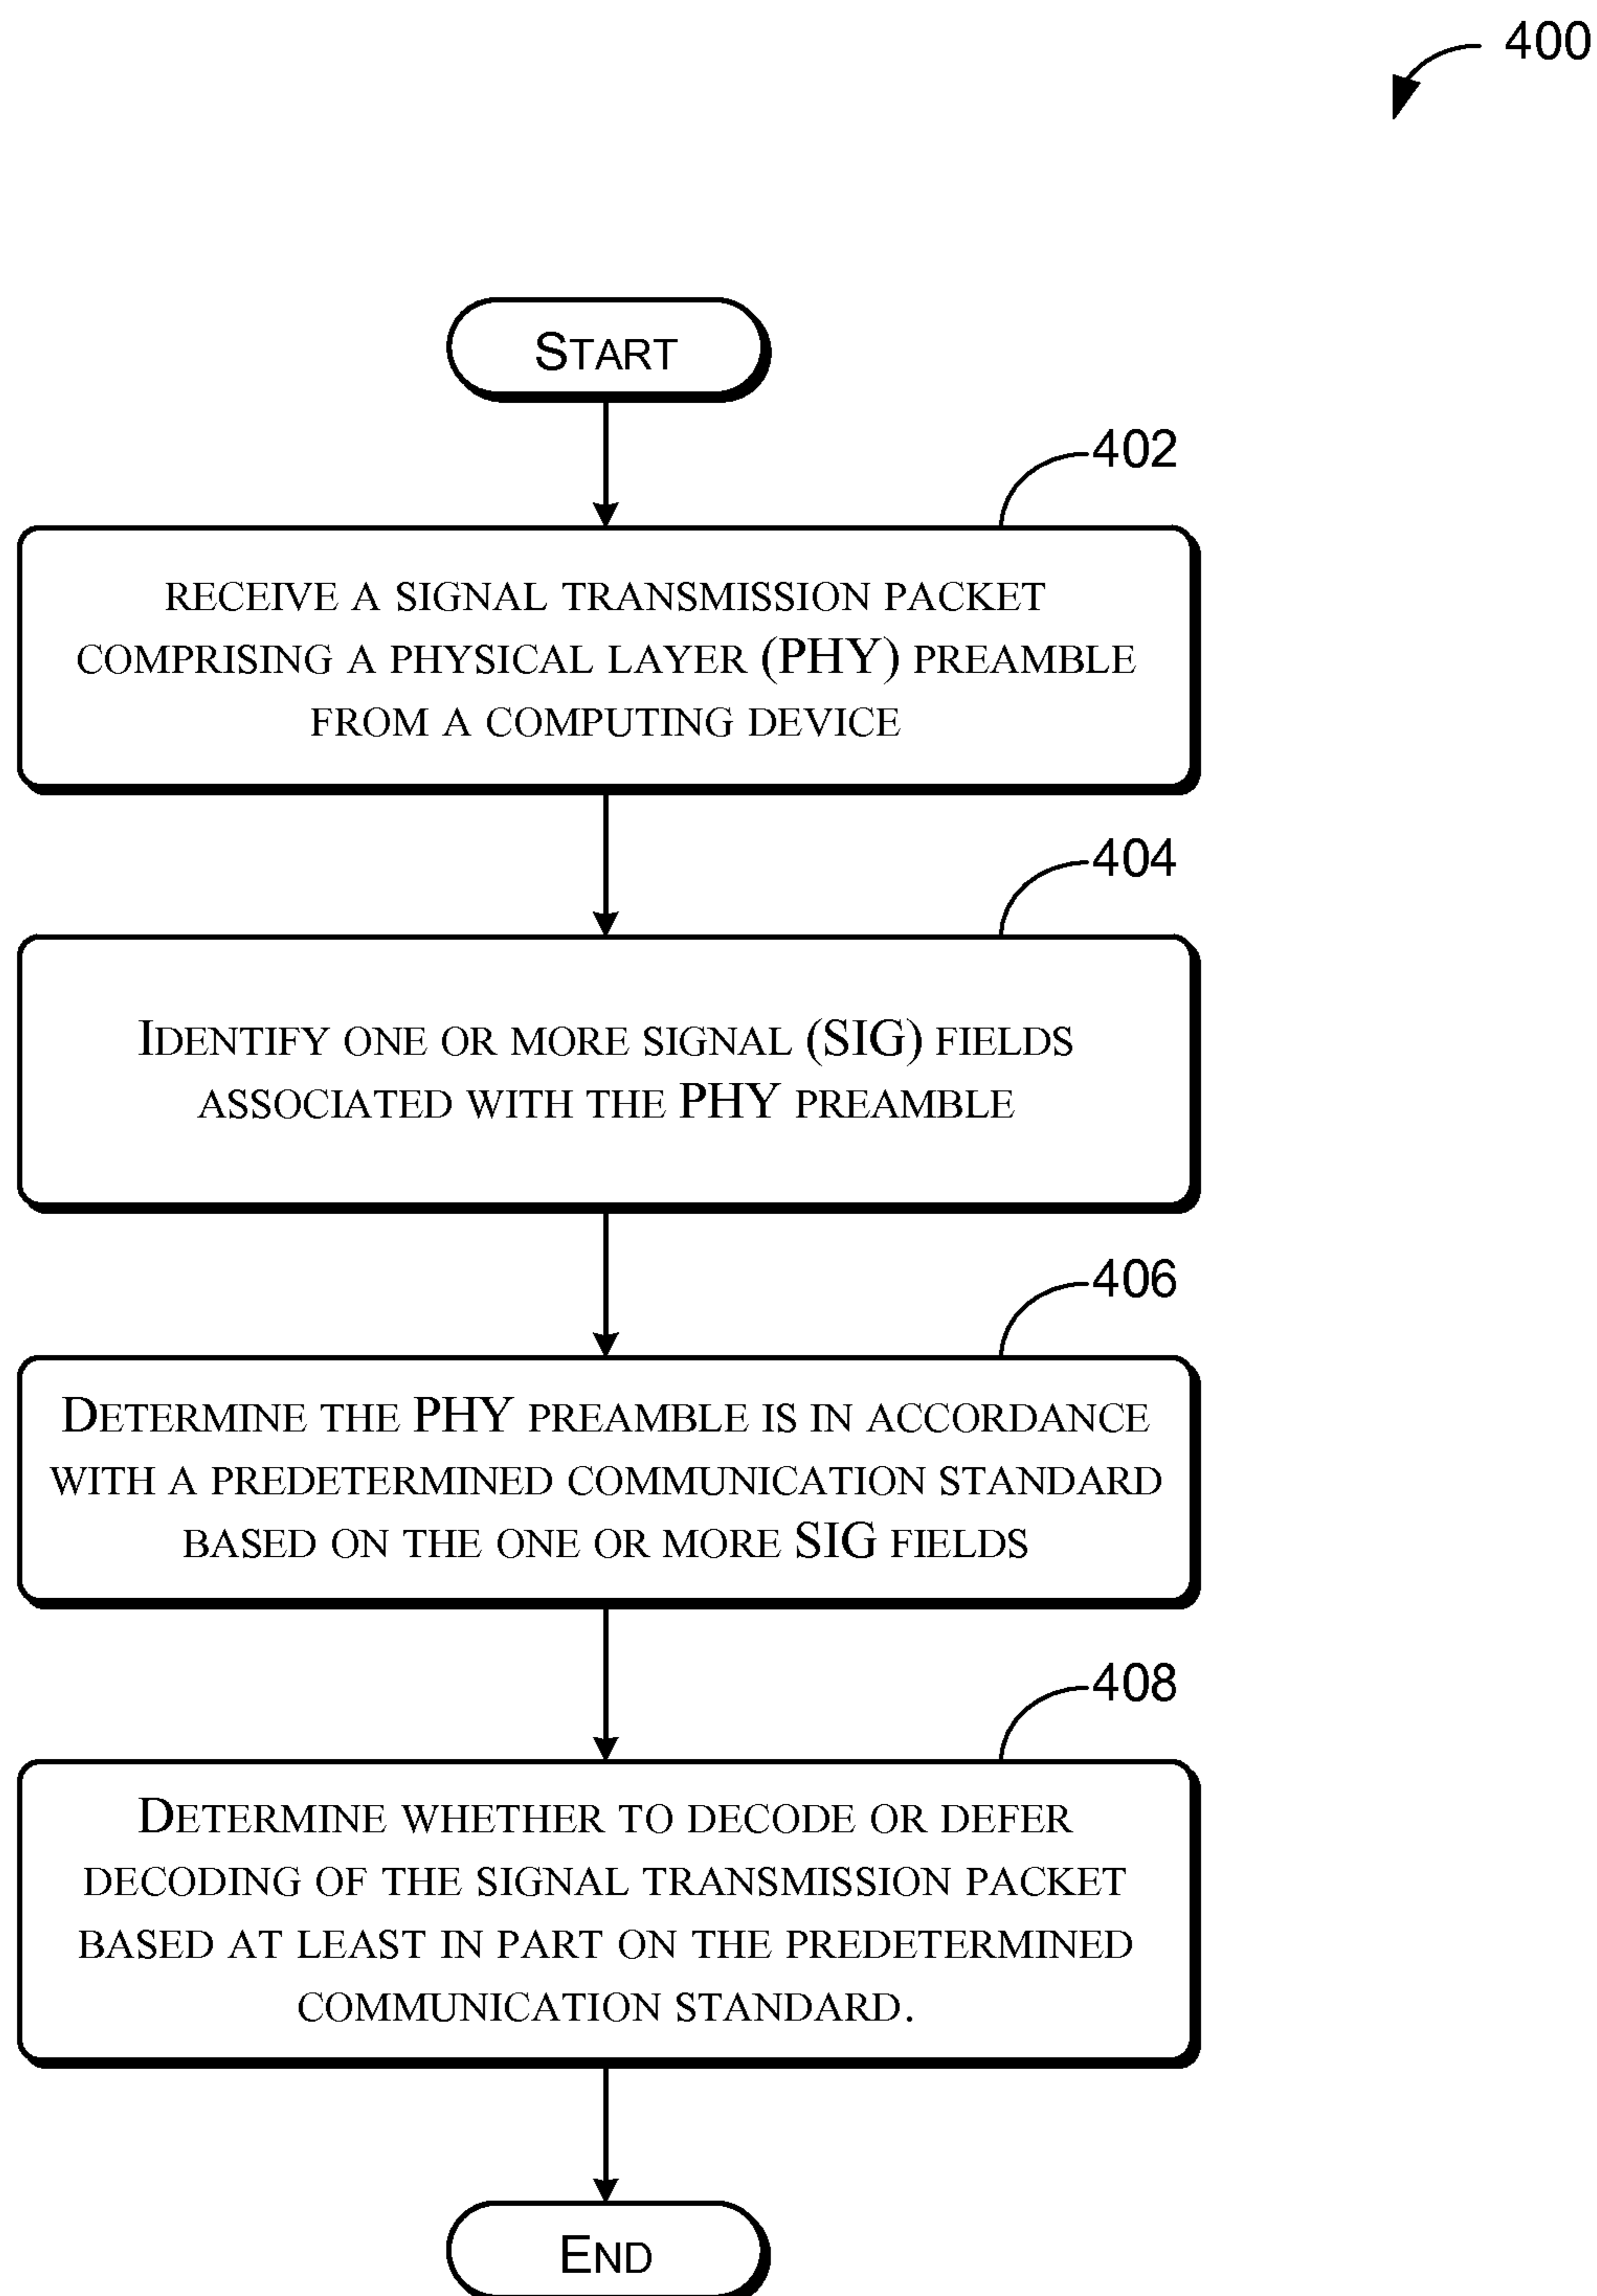 400
START
402
RECEIVE A SIGNAL TRANSMISSION PACKET
COMPRISING A PHYSICAL LAYER (PHY) PREAMBLE
FROM A COMPUTING DEVICE
404
IDENTIFY ONE OR MORE SIGNAL (SIG) FIELDS
ASSOCIATED WITH THE PHY PREAMBLE
406
DETERMINE THE PHY PREAMBLE IS IN ACCORDANCE
WITH A PREDETERMINED COMMUNICATION STANDARD
BASED ON THE ONE OR MORE SIG FIELDS
408
DETERMINE WHETHER TO DECODE OR DEFER
DECODING OF THE SIGNAL TRANSMISSION PACKET
BASED AT LEAST IN PART ON THE PREDETERMINED
COMMUNICATION STANDARD.
END